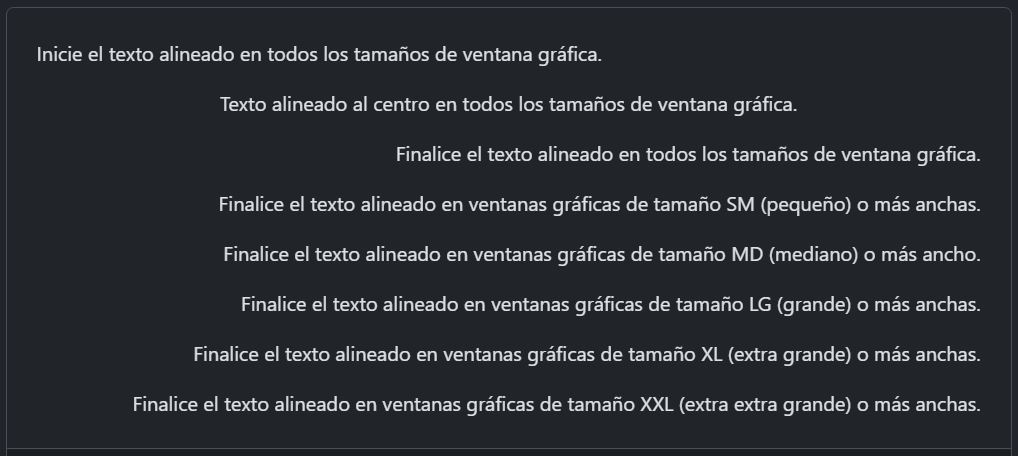 Inicie el texto alineado en todos los tamaños de ventana gráfica.
Texto alineado al centro en todos los tamaños de ventana gráfica.
Finalice el texto alineado en todos los tamaños de ventana gráfica.
Finalice el texto alineado en ventanas gráficas de tamaño SM (pequeño) o más anchas.
Finalice el texto alineado en ventanas gráficas de tamaño MD (mediano) o más ancho.
Finalice el texto alineado en ventanas gráficas de tamaño LG (grande) o más anchas.
Finalice el texto alineado en ventanas gráficas de tamaño XL (extra grande) o más anchas.
Finalice el texto alineado en ventanas gráficas de tamaño XXL (extra extra grande) o más anchas.